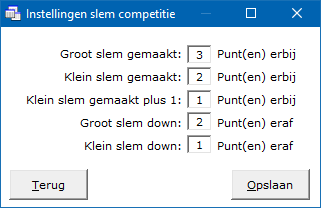 Instellingen slem competitie
Groot slem gemaakt: 3 Punt(en) erbij
Klein slem gemaakt: 2 Punt(en) erbij
Klein slem gemaakt plus 1: 1 Punt(en) erbij
Groot slem down: 2 Punt(en) eraf
Klein slem down: 1 Punt(en) eraf
Terug Opslaan